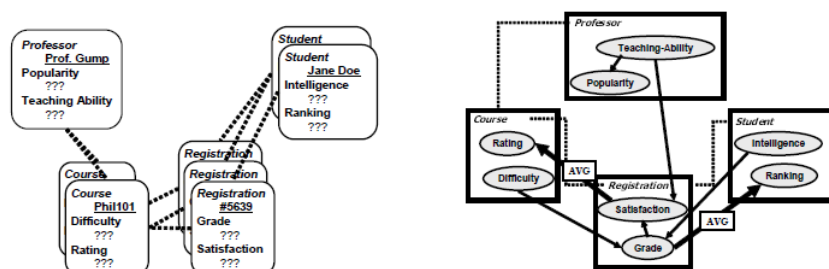 Professor
Prof. Gump
Popularity
???
Teaching Ability
???
Student
Student
Jane Doe
Intelligence
???
Ranking
???
Course
Course
Phil101
Difficulty
???
Rating
???
Registration
Registration
Registration
#5639
Grade
???
Satisfaction
???
Professor
Teaching-Ability
Popularity
Course
Rating
Difficulty
Student
Intelligence
Ranking
AVG
Registration
Satisfaction
AVG
Grade